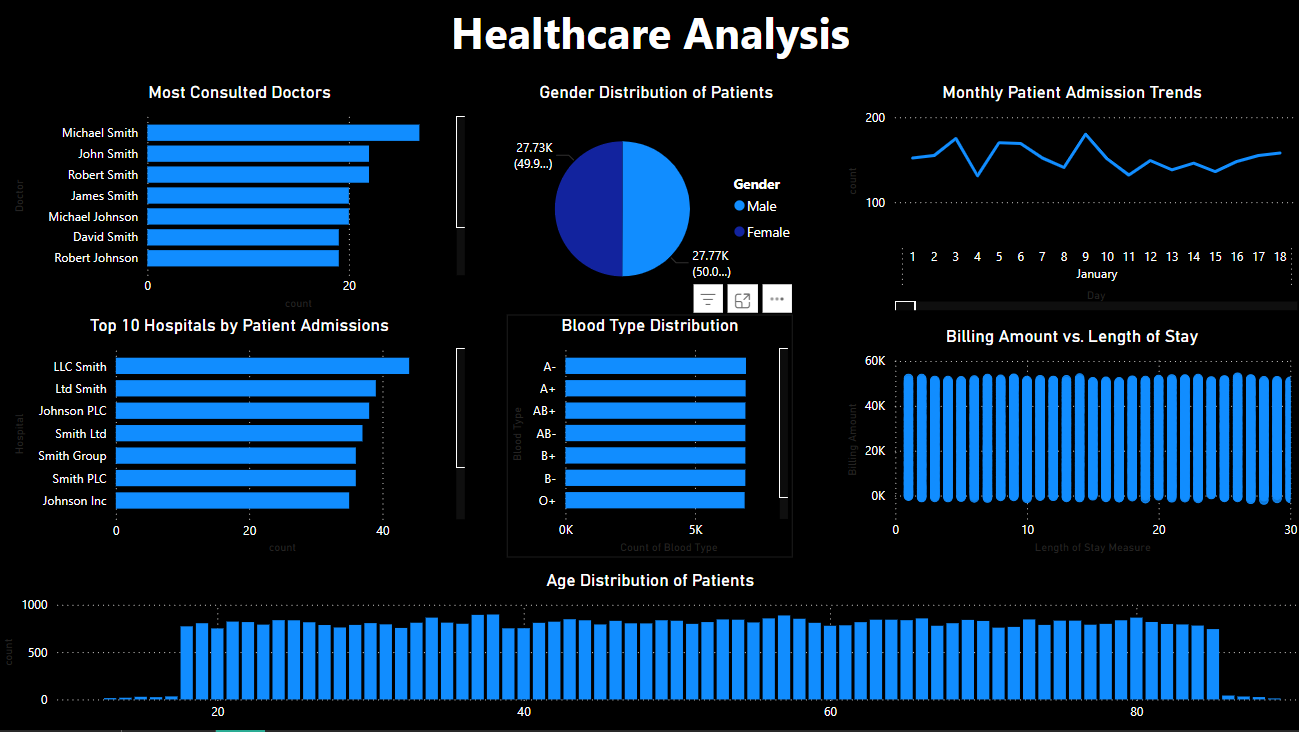 Healthcare Analysis
Most Consulted Doctors
Doctor
Michael Smith
John Smith
Robert Smith
James Smith
Michael Johnson
David Smith
Robert Johnson
0 20
count
Gender Distribution of Patients
27.73K
(49.9...)
27.77K
(50.0...)
Gender
Male
Female
Monthly Patient Admission Trends
count
200
100
1 2 3 4 5 6 7 8 9 10 11 12 13 14 15 16 17 18
January
Day
Top 10 Hospitals by Patient Admissions
Hospital
LLC Smith
Ltd Smith
Johnson PLC
Smith Ltd
Smith Group
Smith PLC
Johnson Inc
0 20 40
count
Blood Type Distribution
Blood Type
A-
A+
AB+
AB-
B+
B-
O+
0K 5K
Count of Blood Type
Billing Amount vs. Length of Stay
Billing Amount
60K
40K
20K
0K
0 10 20 30
Length of Stay Measure
Age Distribution of Patients
count
1000
500
0
20 40 60 80